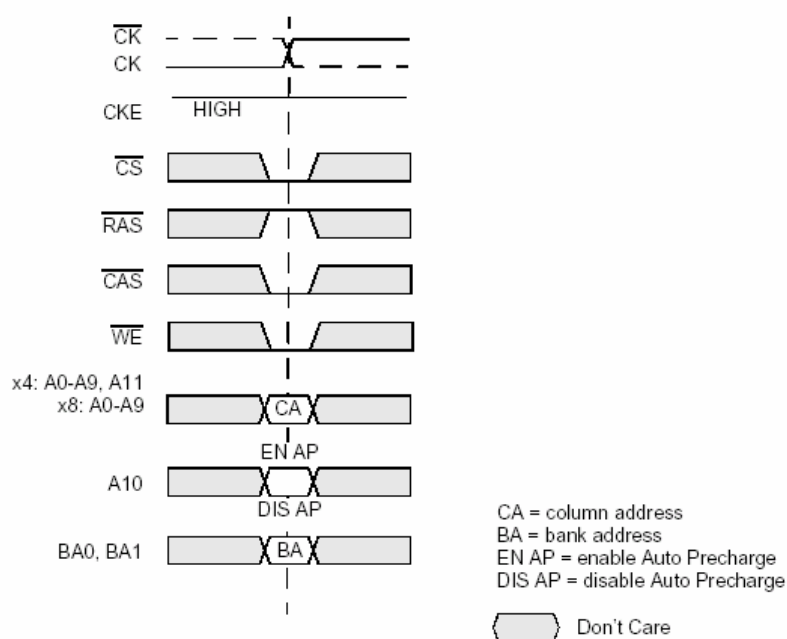 CK
CK
CKE HIGH
CS
RAS
CAS
WE
x4: A0-A9, A11
x8: A0-A9
CA
EN AP
A10
DIS AP
BA0, BA1 BA
CA = column address
BA = bank address
EN AP = enable Auto Precharge
DIS AP = disable Auto Precharge
Don't Care